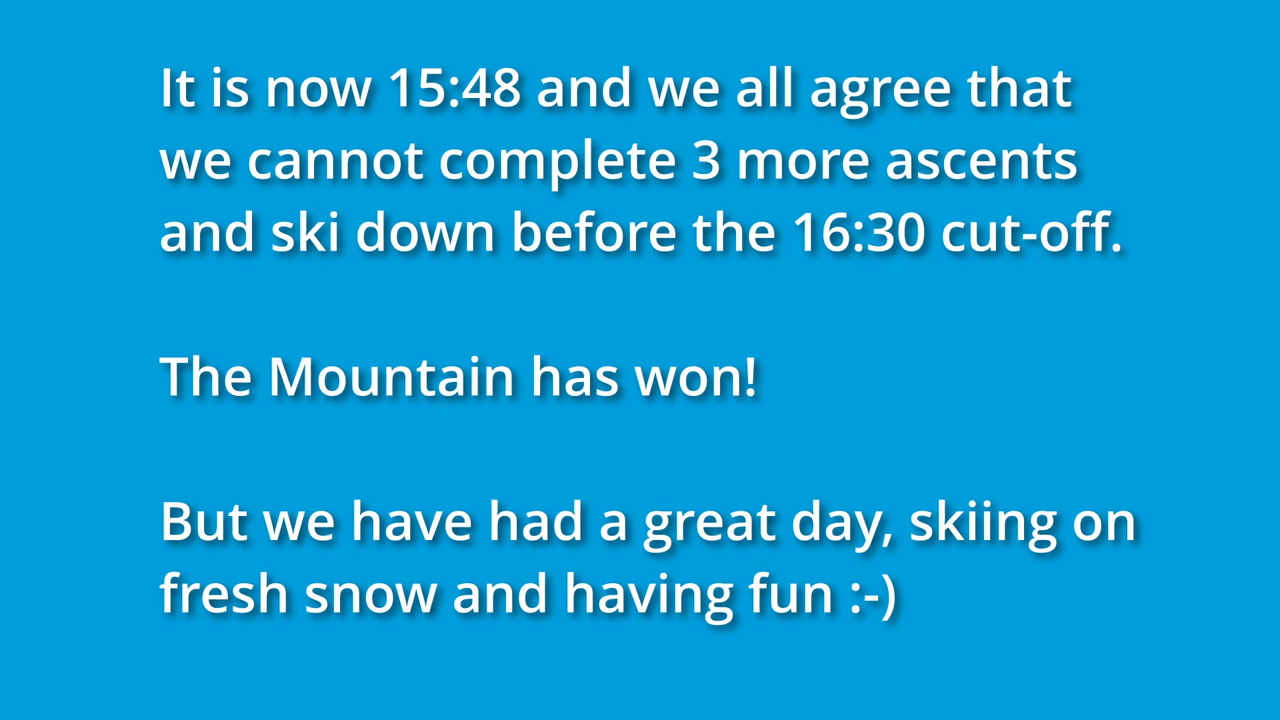 It is now 15:48 and we all agree that
we cannot complete 3 more ascents
and ski down before the 16:30 cut-off.
The Mountain has won!
But we have had a great day, skiing on
fresh snow and having fun :-)